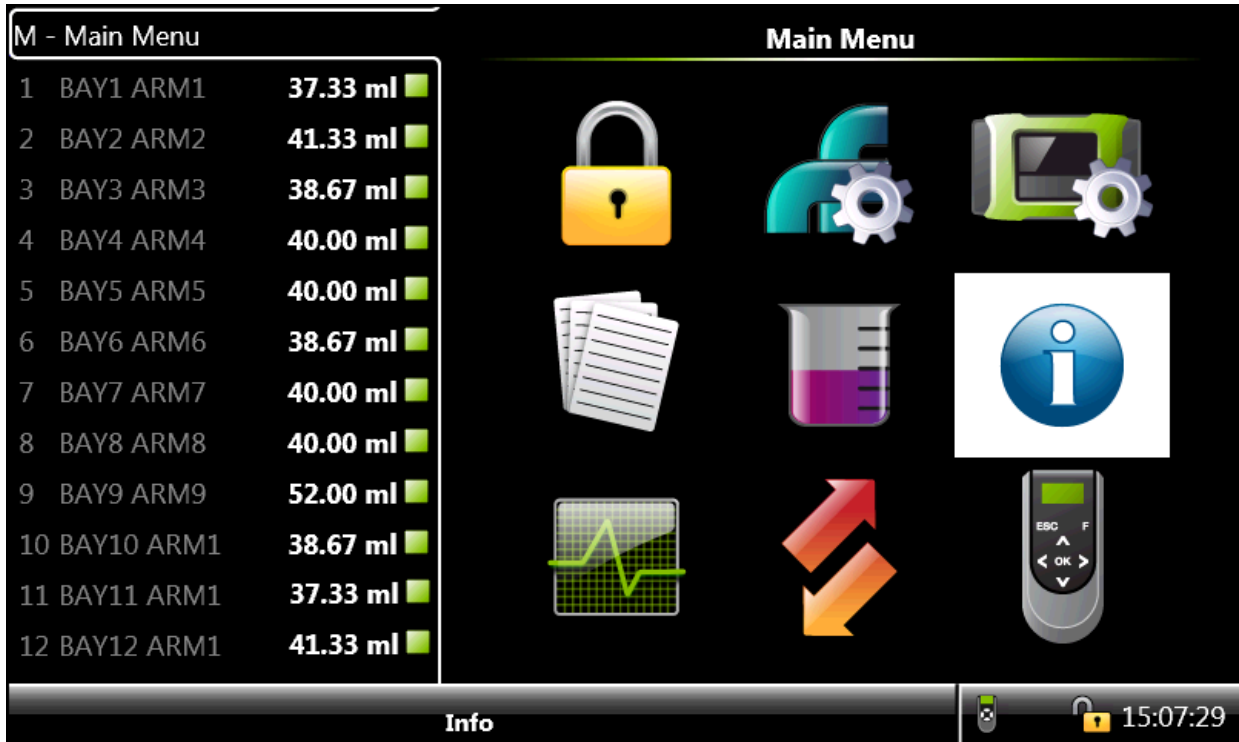 M - Main Menu
1 BAY1 ARM1 37.33 ml
2 BAY2 ARM2 41.33 ml
3 BAY3 ARM3 38.67 ml
4 BAY4 ARM4 40.00 ml
5 BAY5 ARM5 40.00 ml
6 BAY6 ARM6 38.67 ml
7 BAY7 ARM7 40.00 ml
8 BAY8 ARM8 40.00 ml
9 BAY9 ARM9 52.00 ml
10 BAY10 ARM1 38.67 ml
11 BAY11 ARM1 37.33 ml
12 BAY12 ARM1 41.33 ml
Main Menu
ESC F
OK
Info
15:07:29